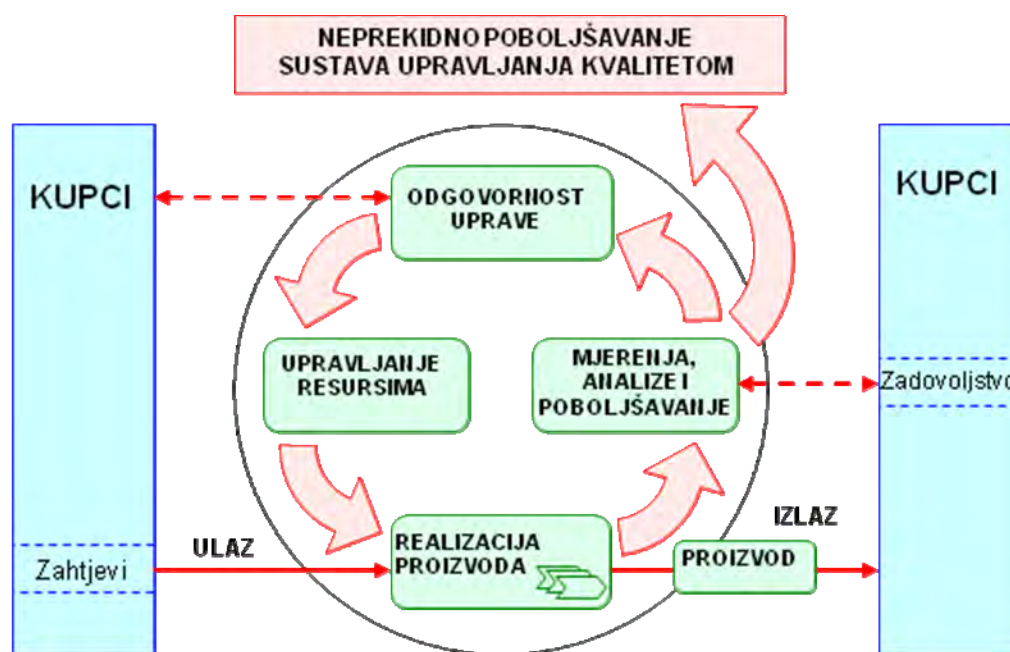 NEPREKIDNO POBOLJŠAVANJE
SUSTAVA UPRAVLJANJA KVALITETOM
KUPCI
KUPCI
ODGOVORNOST
UPRAVE
UPRAVLJANJE
RESURSIMA
MJERENJA,
ANALIZE I
POBOLJŠAVANJE
Zadovoljstvo
IZLAZ
ULAZ
REALIZACIJA
PROIZVODA
PROIZVOD
Zahtjevi